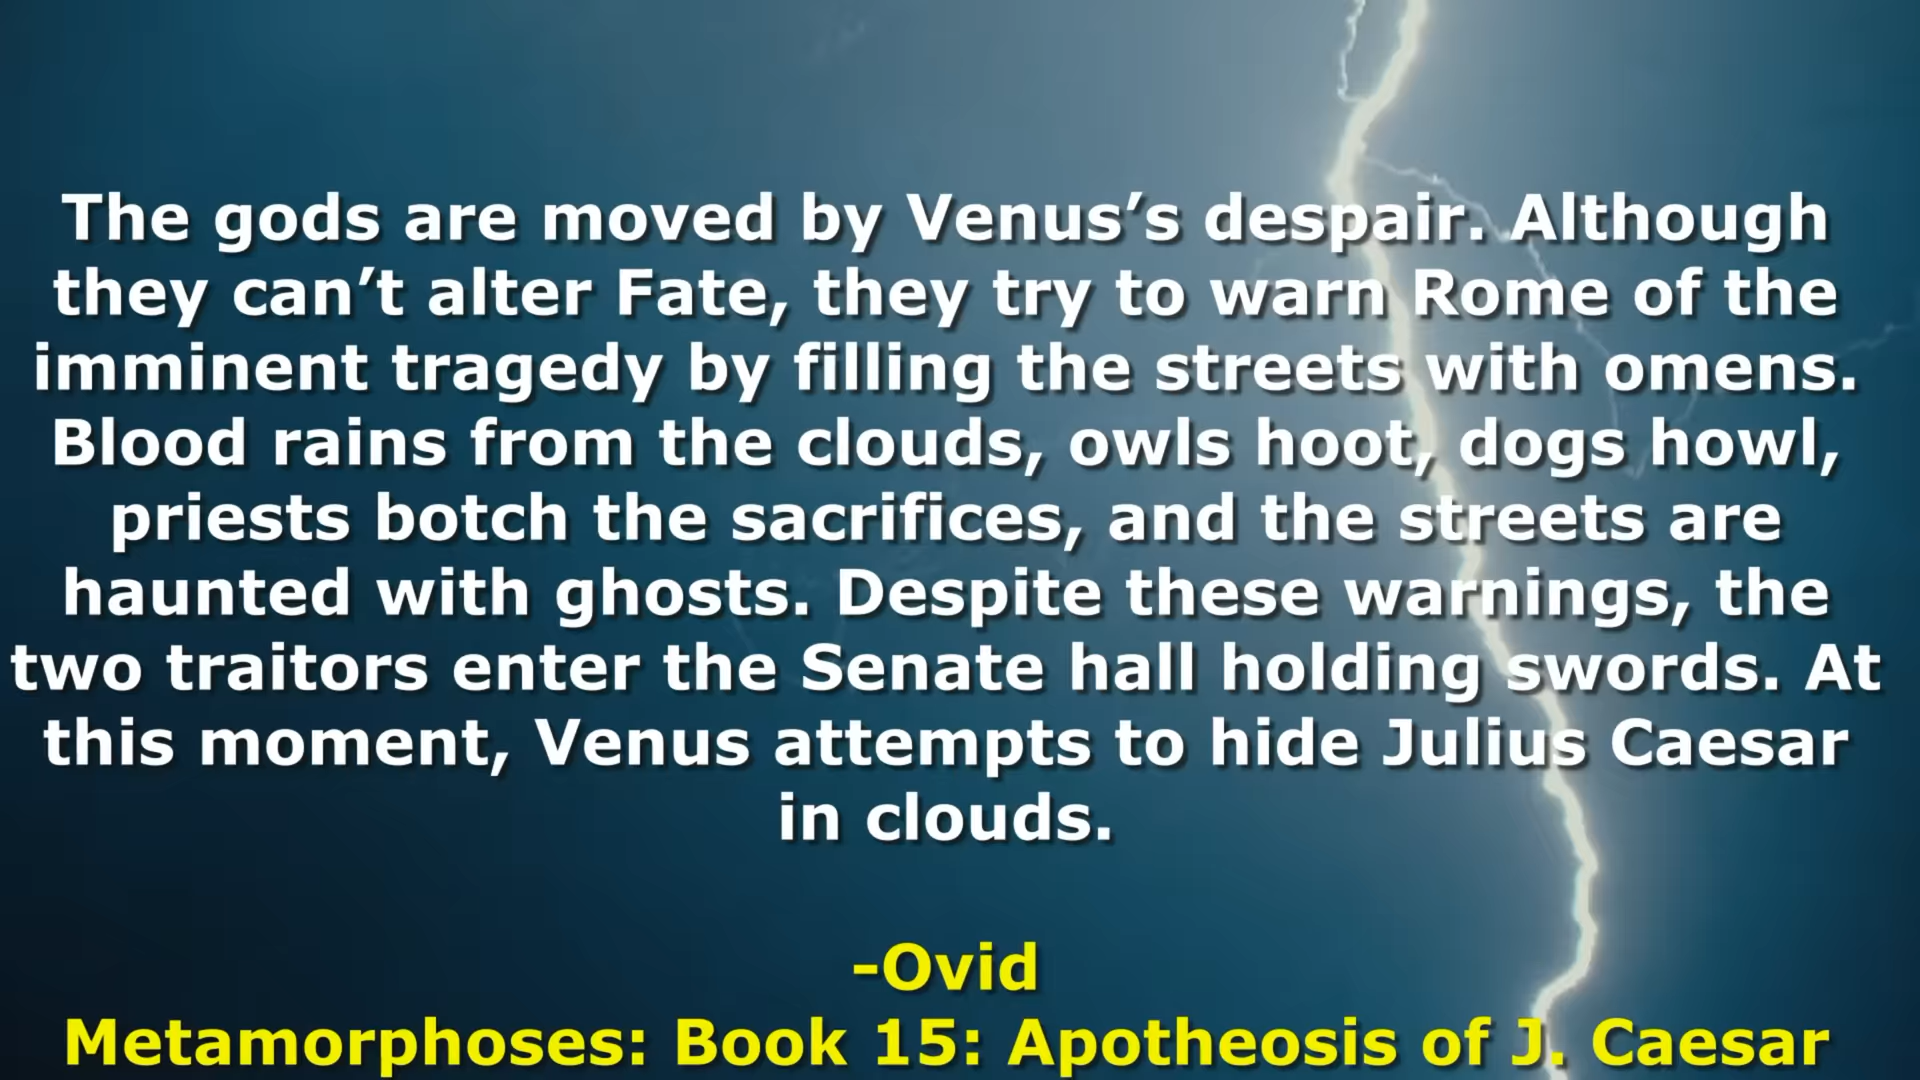 The gods are moved by Venus’s despair. Although
they can’t alter Fate, they try to warn Rome of the
imminent tragedy by filling the streets with omens.
Blood rains from the clouds, owls hoot, dogs howl,
priests botch the sacrifices, and the streets are
haunted with ghosts. Despite these warnings, the
two traitors enter the Senate hall holding swords. At
this moment, Venus attempts to hide Julius Caesar
in clouds.
-Ovid
Metamorphoses: Book 15: Apotheosis of J. Caesar